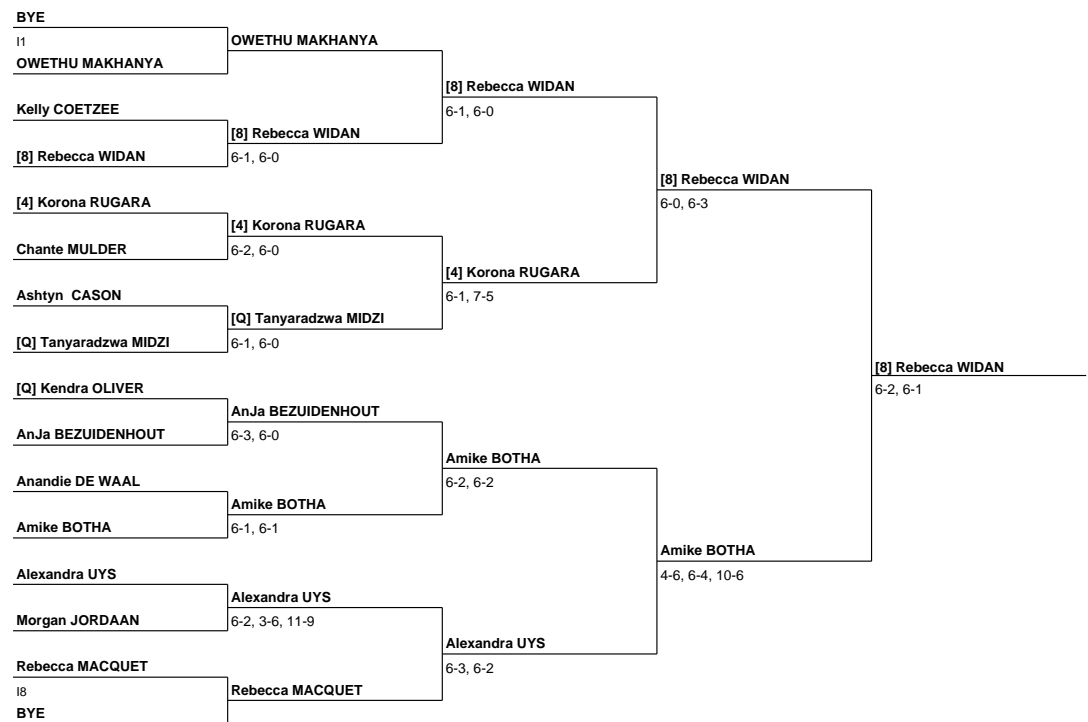 BYE
I1
OWETHU MAKHANYA
OWETHU MAKHANYA
Kelly COETZEE
[8] Rebecca WIDAN
[8] Rebecca WIDAN
6-1, 6-0
[8] Rebecca WIDAN
6-1, 6-0
[4] Korona RUGARA
Chante MULDER
[4] Korona RUGARA
6-2, 6-0
Ashtyn CASON
[Q] Tanyaradzwa MIDZI
[Q] Tanyaradzwa MIDZI
6-1, 6-0
[4] Korona RUGARA
6-1, 7-5
[8] Rebecca WIDAN
6-0, 6-3
[Q] Kendra OLIVER
AnJa BEZUIDENHOUT
AnJa BEZUIDENHOUT
6-3, 6-0
Anandie DE WAAL
Amike BOTHA
Amike BOTHA
6-1, 6-1
Amike BOTHA
6-2, 6-2
Alexandra UYS
Morgan JORDAAN
Alexandra UYS
6-2, 3-6, 11-9
Rebecca MACQUET
I8
BYE
Rebecca MACQUET
Alexandra UYS
6-3, 6-2
Amike BOTHA
4-6, 6-4, 10-6
[8] Rebecca WIDAN
6-2, 6-1